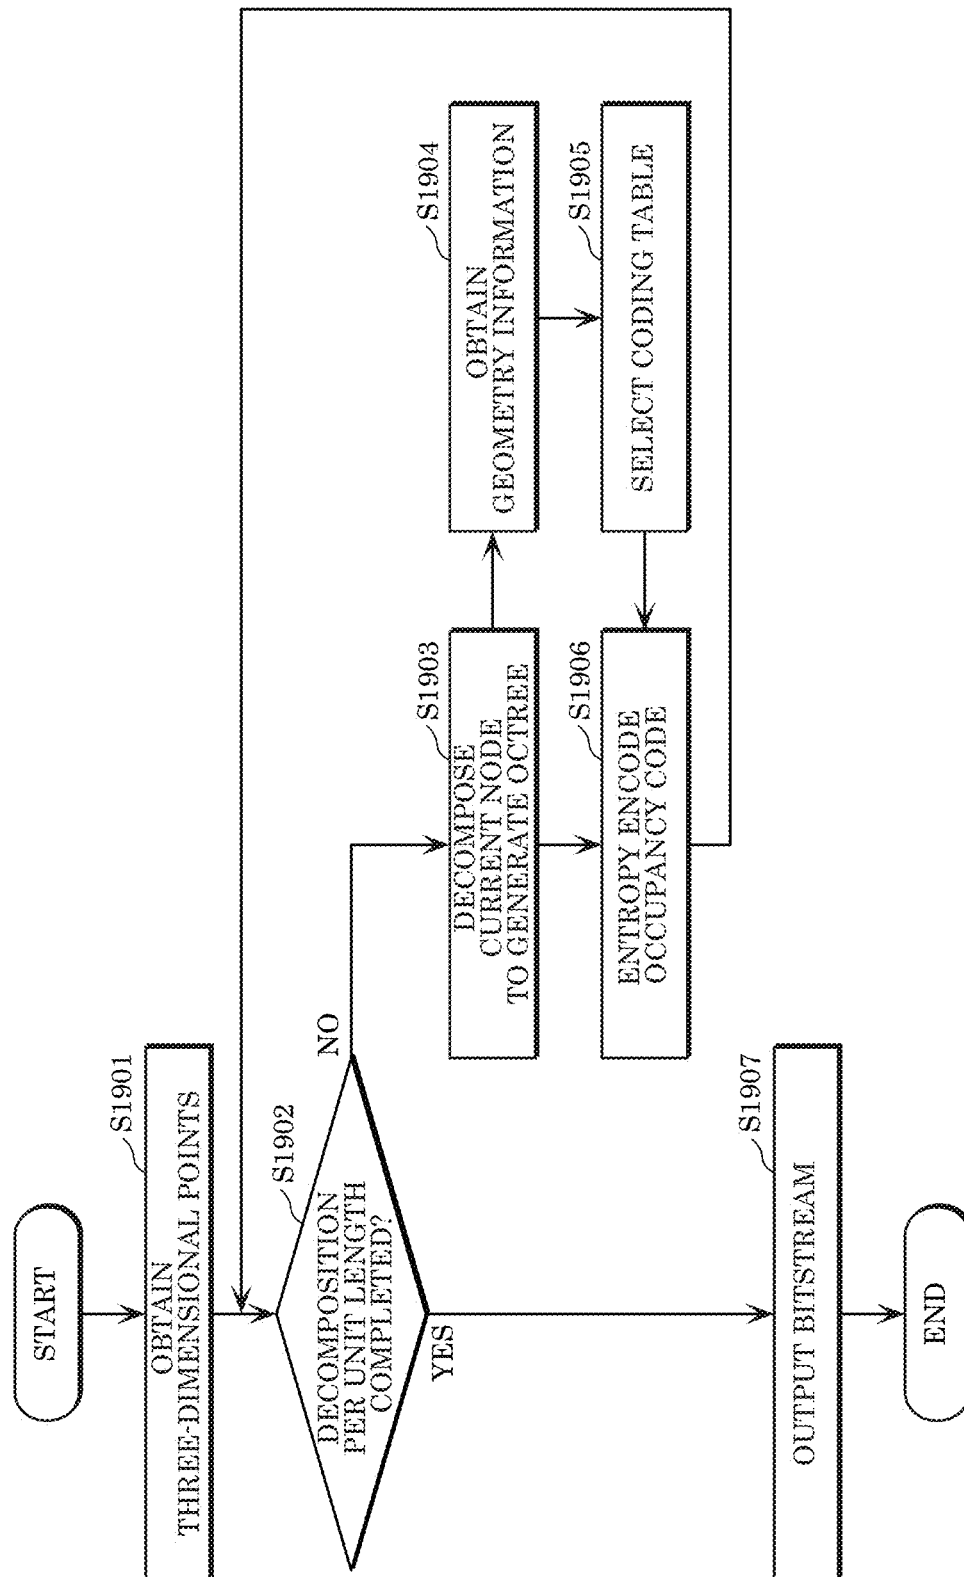 START
S1901
OBTAIN
THREE-DIMENSIONAL POINTS
S1902
DECOMPOSITION
PER UNIT LENGTH
COMPLETED?
NO
YES
S1903
DECOMPOSE
CURRENT NODE
TO GENERATE OCTREE
S1904
OBTAIN
GEOMETRY INFORMATION
S1905
SELECT CODING TABLE
S1906
ENTROPY ENCODE
OCCUPANCY CODE
S1907
OUTPUT BITSTREAM
END